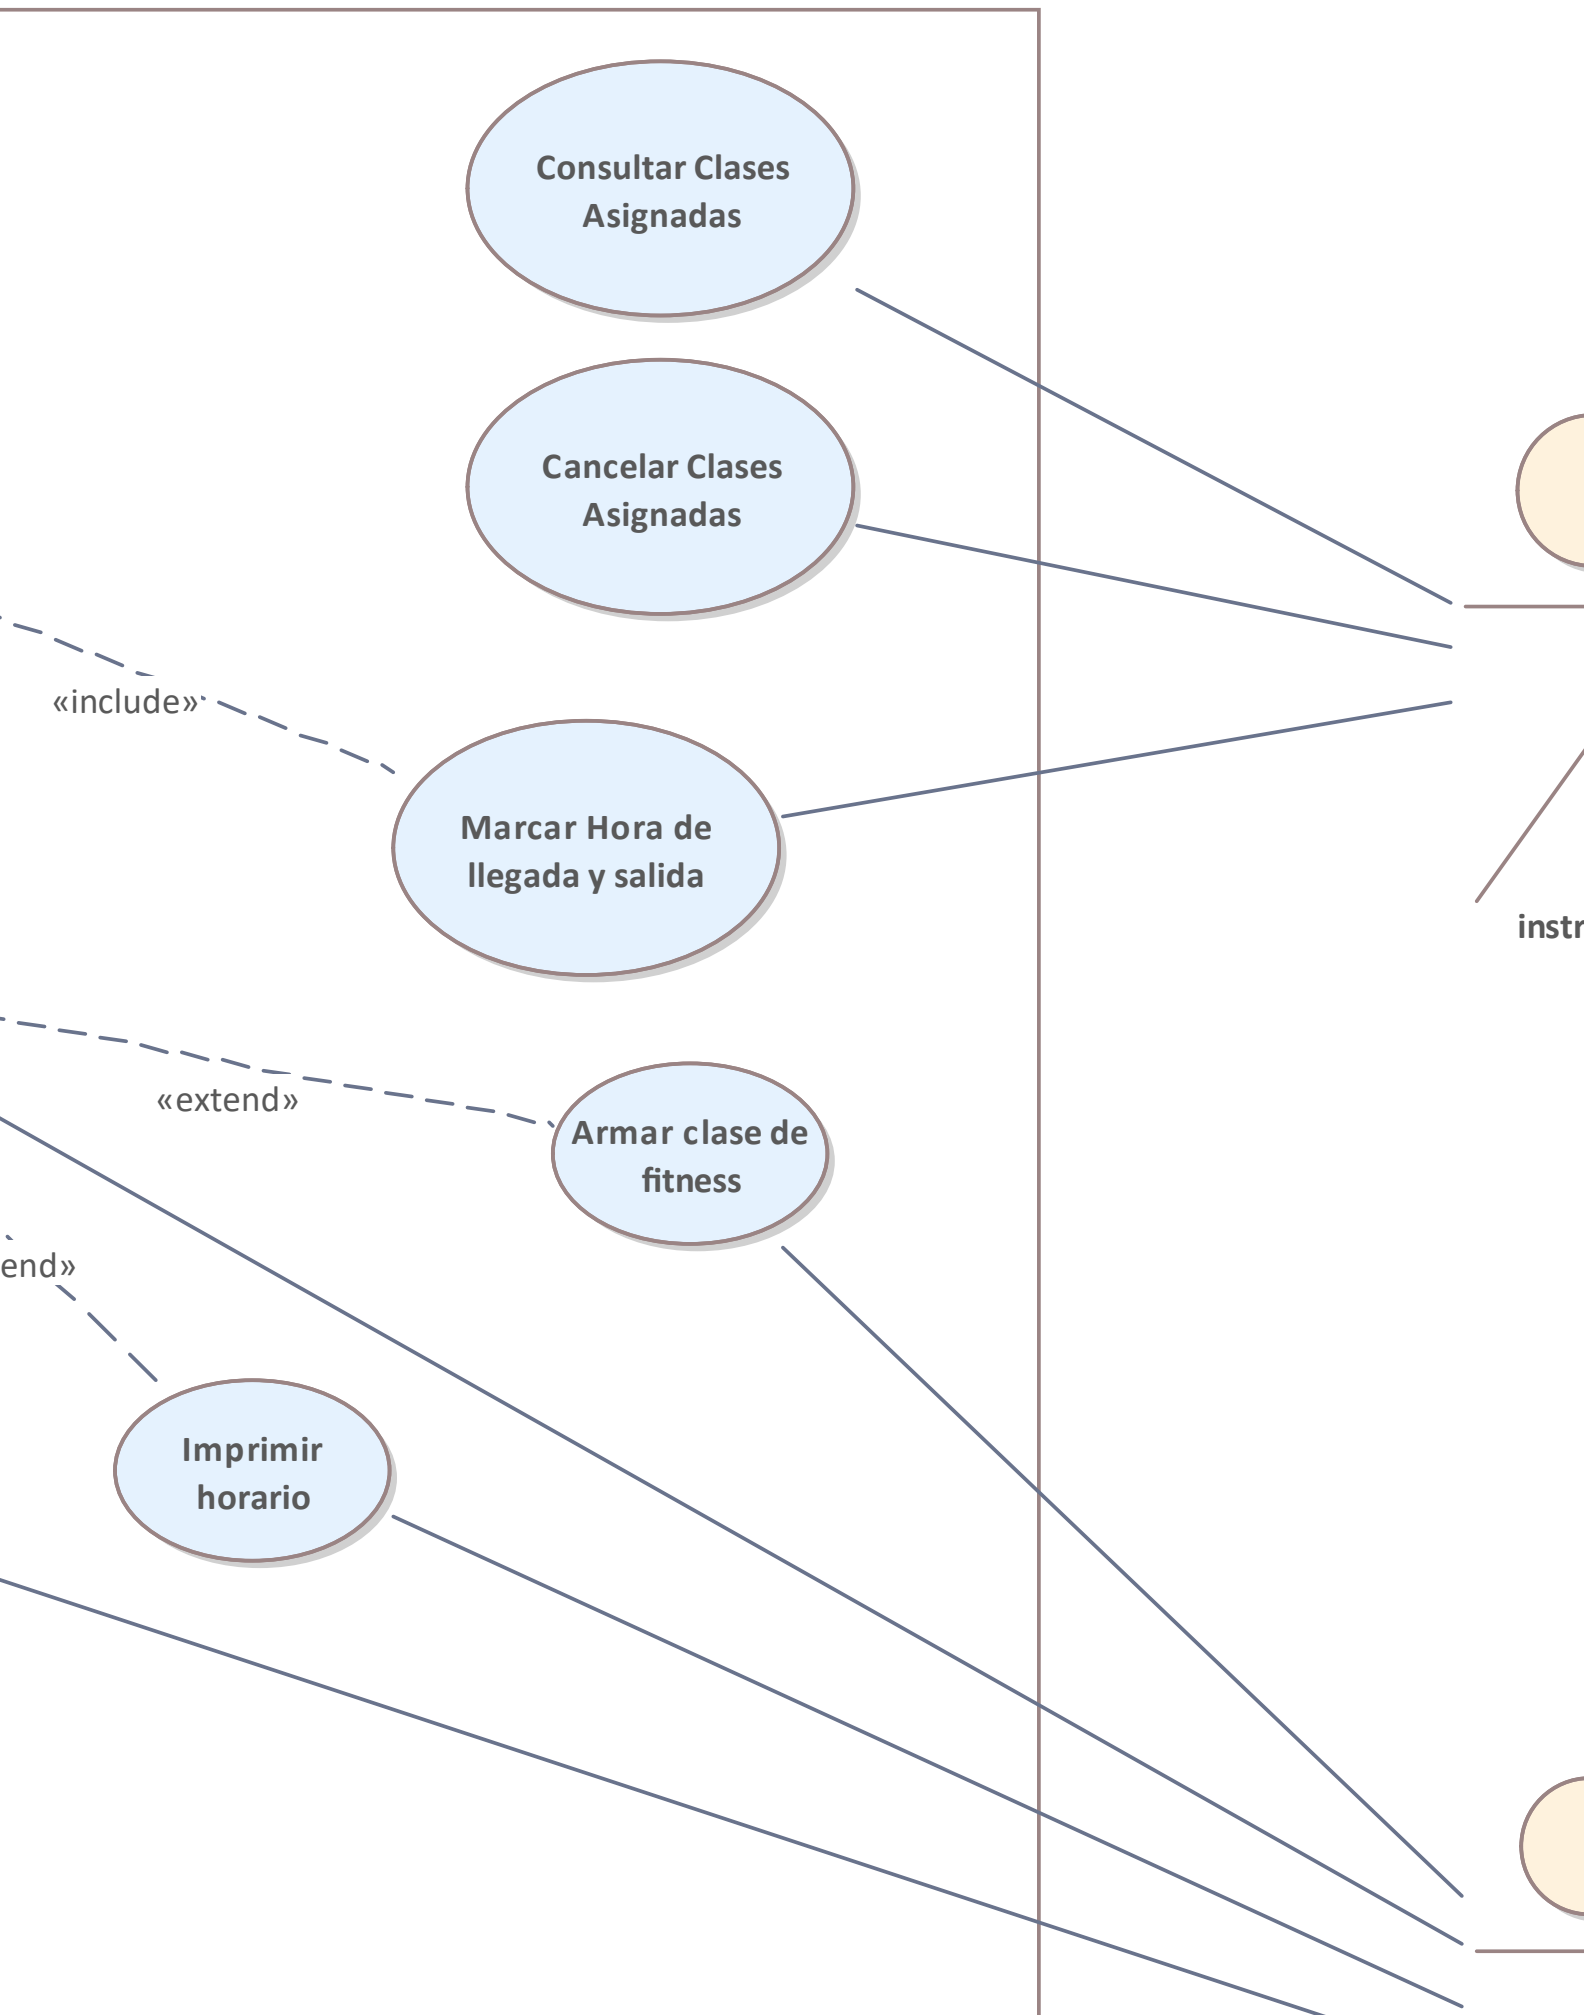 Consultar Clases
Asignadas
Cancelar Clases
Asignadas
«include»
Marcar Hora de
llegada y salida
instr
«extend»
Armar clase de
fitness
end»
Imprimir
horario